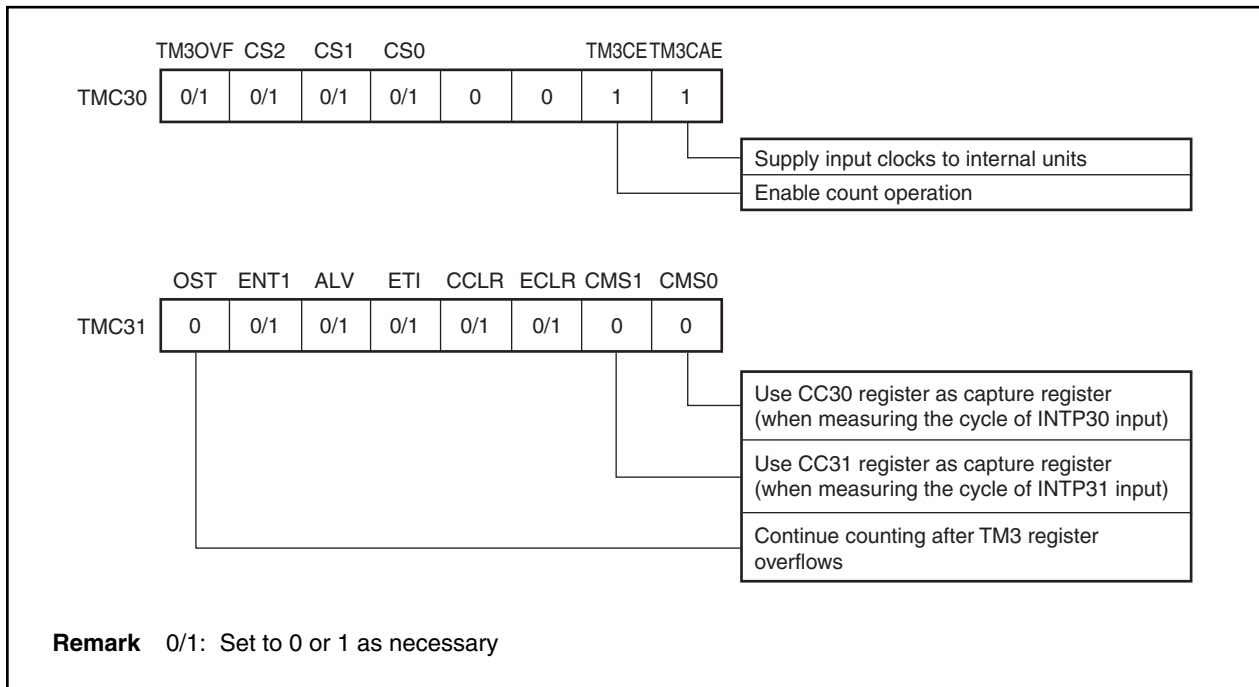 TM3OVF CS2 CS1 CS0 TM3CE TM3CAE
TMC30 0/1 0/1 0/1 0/1 0 0 1 1
Supply input clocks to internal units
Enable count operation
OST ENT1 ALV ETI CCLR ECLR CMS1 CMS0
TMC31 0 0/1 0/1 0/1 0/1 0/1 0 0
Use CC30 register as capture register
(when measuring the cycle of INTP30 input)
Use CC31 register as capture register
(when measuring the cycle of INTP31 input)
Continue counting after TM3 register
overflows
Remark 0/1: Set to 0 or 1 as necessary